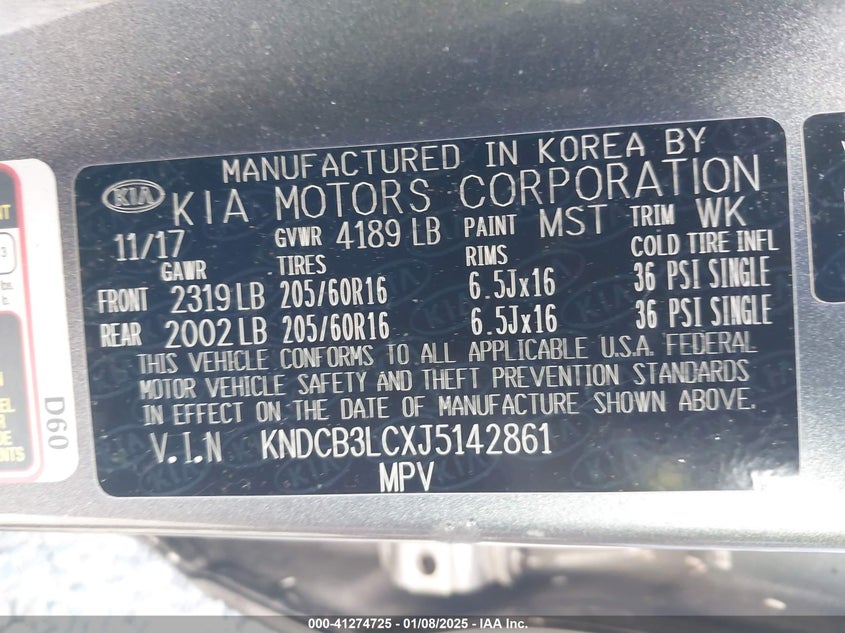 MANUFACTURED IN KOREA BY
KIA KIA MOTORS CORPORATION
11/17 GVWR 4189 LB PAINT MST TRIM WK
GAWR TIRES RIMS COLD TIRE INFL
FRONT 2319 LB 205/60R16 6.5Jx16 36 PSI SINGLE
REAR 2002 LB 205/60R16 6.5Jx16 36 PSI SINGLE
THIS VEHICLE CONFORMS TO ALL APPLICABLE U.S.A. FEDERAL
MOTOR VEHICLE SAFETY AND THEFT PREVENTION STANDARDS
IN EFFECT ON THE DATE OF MANUFACTURE SHOWN ABOVE.
V.I.N KNDCB3LCXJ5142861
MPV
D60
000-41274725 - 01/08/2025 - IAA Inc.